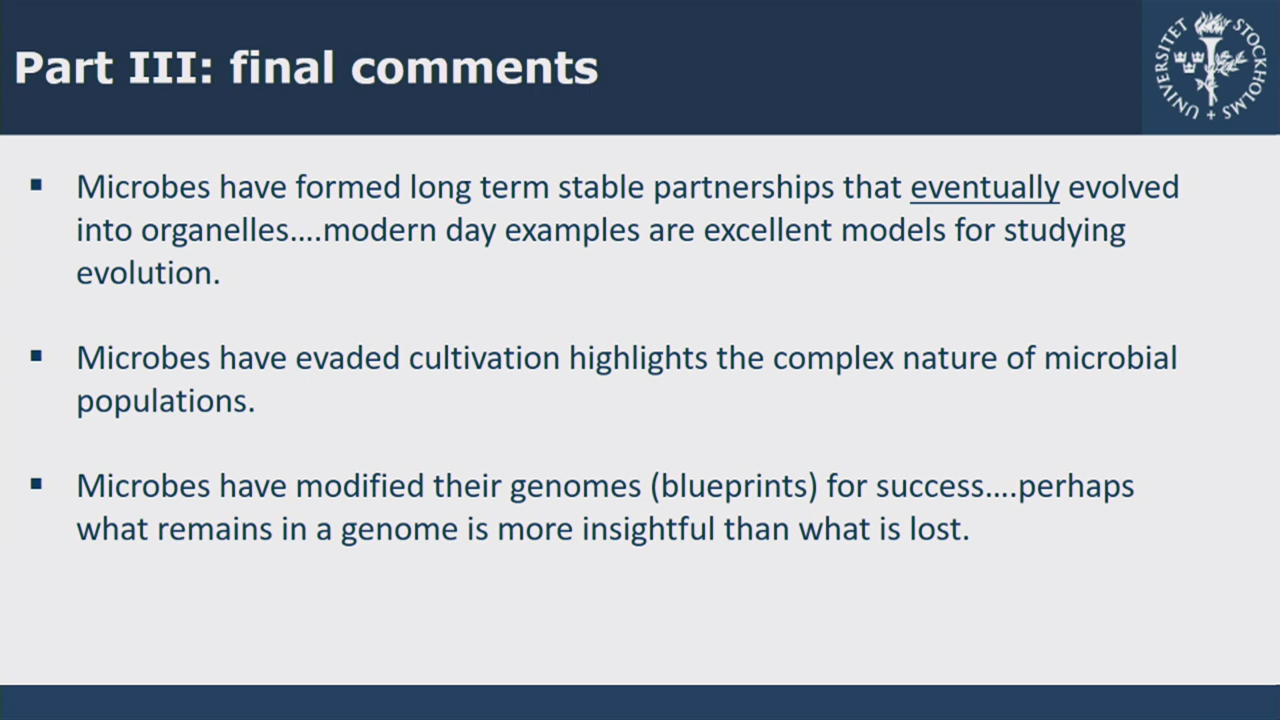 Part III: final comments
STOCKHOLMS UNIVERSITET
▪ Microbes have formed long term stable partnerships that eventually evolved
into organelles….modern day examples are excellent models for studying
evolution.
▪ Microbes have evaded cultivation highlights the complex nature of microbial
populations.
▪ Microbes have modified their genomes (blueprints) for success….perhaps
what remains in a genome is more insightful than what is lost.